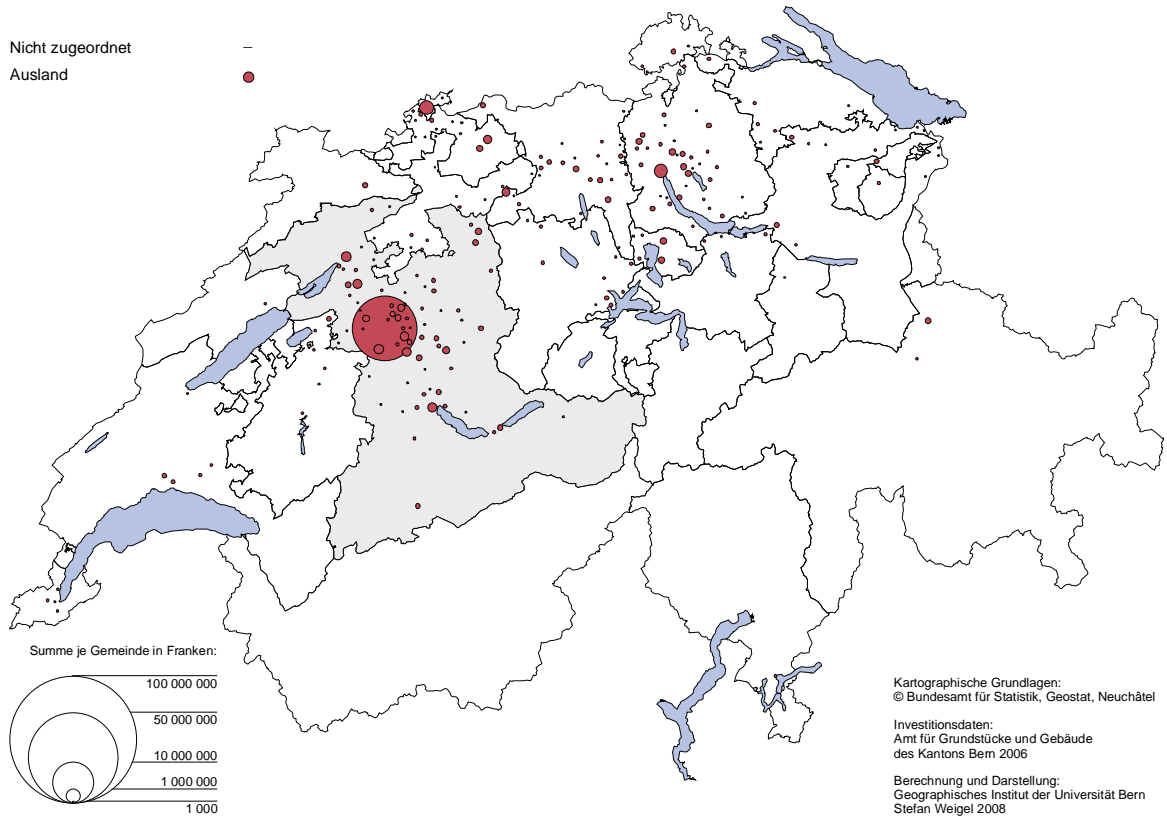 Nicht zugeordnet –
Ausland
Summe je Gemeinde in Franken:
100 000 000
50 000 000
10 000 000
1 000 000
1 000
Kartographische Grundlagen:
© Bundesamt für Statistik, Geostat, Neuchâtel
Investitionsdaten:
Amt für Grundstücke und Gebäude
des Kantons Bern 2006
Berechnung und Darstellung:
Geographisches Institut der Universität Bern
Stefan Weigel 2008